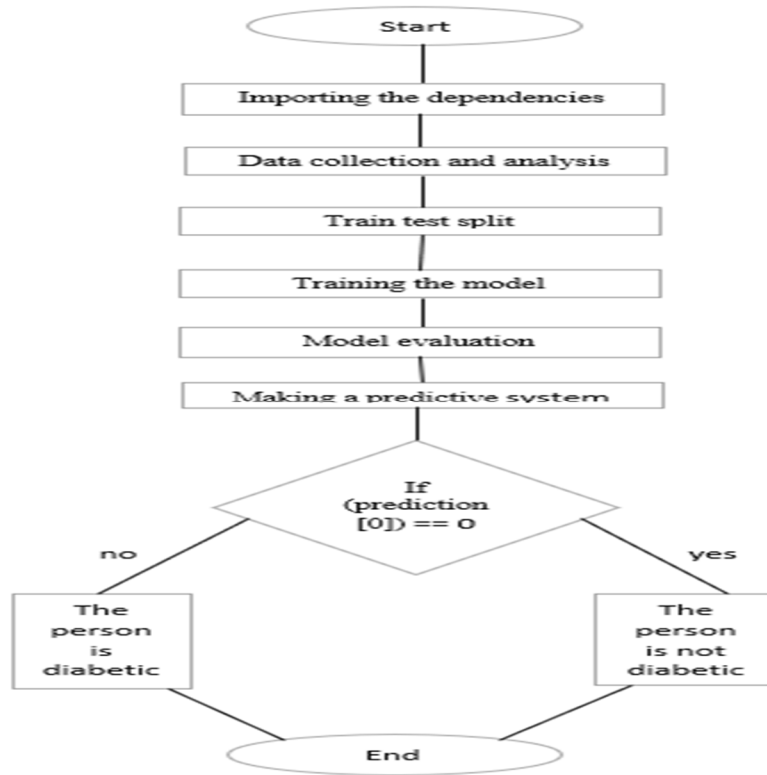 Start
Importing the dependencies
Data collection and analysis
Train test split
Training the model
Model evaluation
Making a predictive system
If
(prediction
[0]) == 0
no
yes
The
person
is
diabetic
The
person
is not
diabetic
End